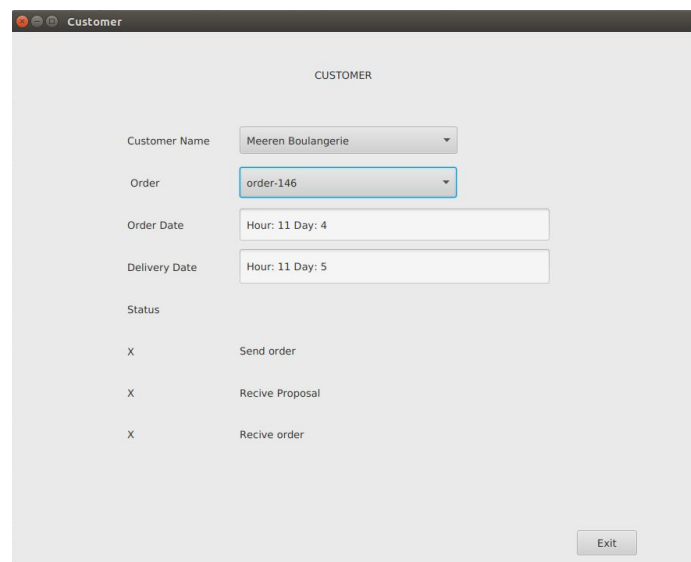 Customer
CUSTOMER
Customer Name Meeren Boulangerie
Order order-146
Order Date Hour: 11 Day: 4
Delivery Date Hour: 11 Day: 5
Status
X Send order
X Recive Proposal
X Recive order
Exit